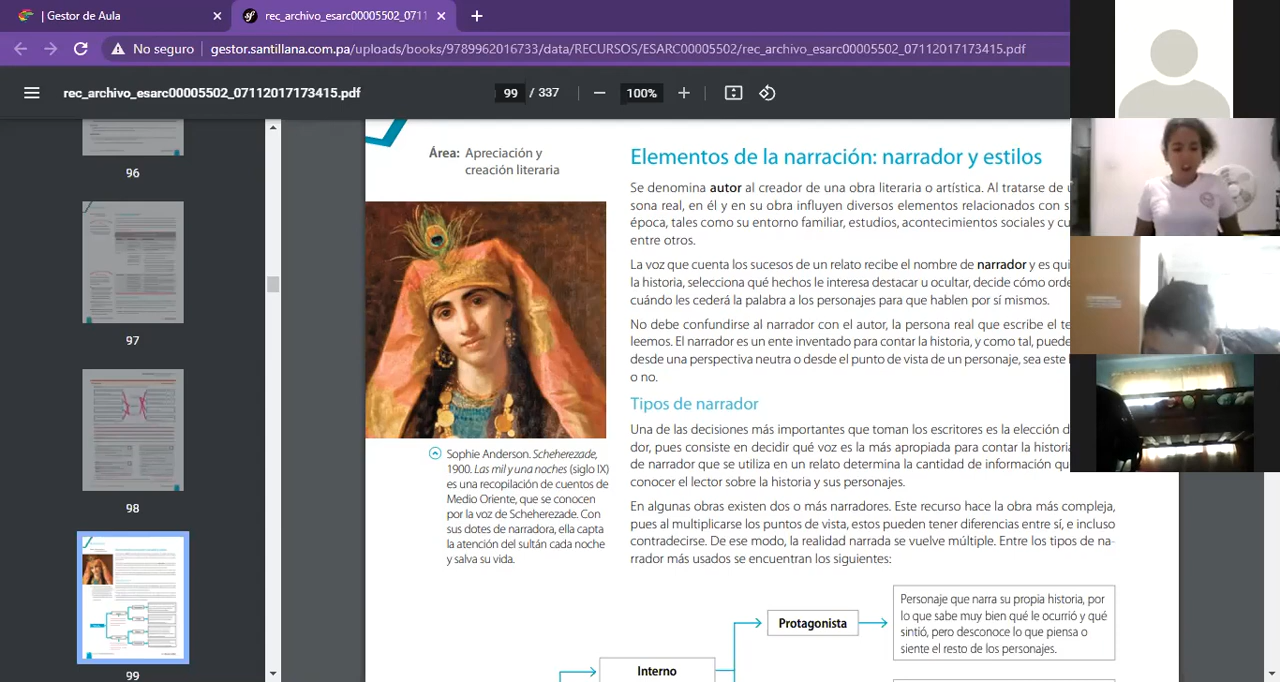 | Gestor de Aula
rec_archivo_esarc00005502_0711
No seguro
gestor.santillana.com.pa/uploads/books/9789962016733/data/RECURSOS/ESARC00005502/rec_archivo_esarc00005502_07112017173415.pdf
rec_archivo_esarc00005502_07112017173415.pdf
99 / 337
100%
96
97
98
99
Área: Apreciación y
creación literaria
Sophie Anderson. Scheherezade,
1900. Las mil y una noches (siglo IX)
es una recopilación de cuentos de
Medio Oriente, que se conocen
por la voz de Scheherezade. Con
sus dotes de narradora, ella capta
la atención del sultán cada noche
y salva su vida.
Elementos de la narración: narrador y estilos
Se denomina autor al creador de una obra literaria o artística. Al tratarse de
sona real, en él y en su obra influyen diversos elementos relacionados con
época, tales como su entorno familiar, estudios, acontecimientos sociales y
entre otros.
La voz que cuenta los sucesos de un relato recibe el nombre de narrador y es
la historia, selecciona qué hechos le interesa destacar u ocultar, decide cómo
cuándo les cederá la palabra a los personajes para que hablen por sí mismos.
No debe confundirse al narrador con el autor, la persona real que escribe el
leemos. El narrador es un ente inventado para contar la historia, y como tal, puede
desde una perspectiva neutra o desde el punto de vista de un personaje, sea este
o no.
Tipos de narrador
Una de las decisiones más importantes que toman los escritores es la elección
dor, pues consiste en decidir qué voz es la más apropiada para contar la
de narrador que se utiliza en un relato determina la cantidad de información
conocer el lector sobre la historia y sus personajes.
En algunas obras existen dos o más narradores. Este recurso hace la obra más compleja,
pues al multiplicarse los puntos de vista, estos pueden tener diferencias entre sí, e incluso
contradecirse. De ese modo, la realidad narrada se vuelve múltiple. Entre los tipos de na-
rrador más usados se encuentran los siguientes:
Protagonista
Personaje que narra su propia historia, por
lo que sabe muy bien qué le ocurrió y qué
sintió, pero desconoce lo que piensa o
siente el resto de los personajes.
Interno